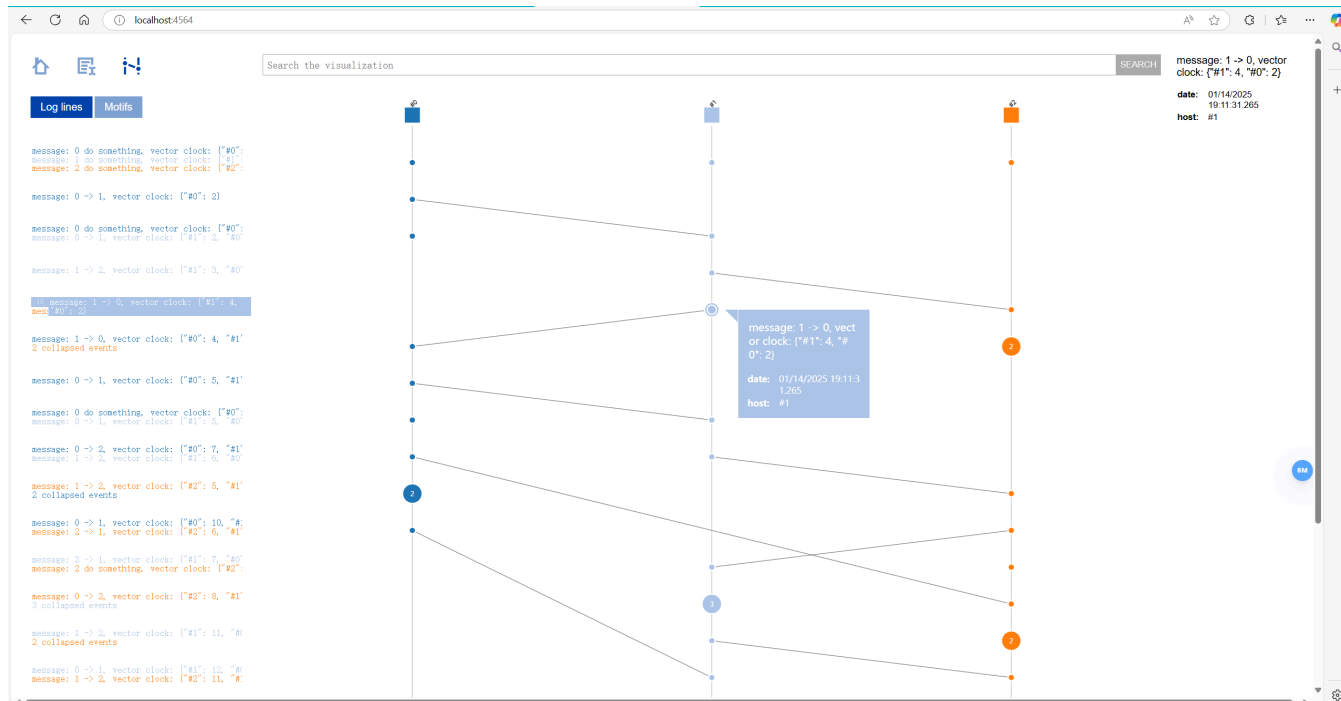 localhost:4564
Search the visualization
SEARCH
message: 1 -> 0, vector
clock: {"#1": 4, "#0": 2}
date: 01/14/2025
19:11:31.265
host: #1
Log lines
Motifs
#0
#1
#2
message: 0 do something, vector clock: {"#0":
message: 1 do something, vector clock: {"#1":
message: 2 do something, vector clock: {"#2":
message: 0 -> 1, vector clock: {"#0": 2}
message: 0 do something, vector clock: {"#0":
message: 0 -> 1, vector clock: {"#1": 2, "#0"
message: 1 -> 2, vector clock: {"#1": 3, "#0"
message: 1 -> 0, vector clock: {"#1": 4,
mes "#0": 2}
message: 1 -> 0, vect
or clock: {"#1": 4, "#
0": 2}
date: 01/14/2025 19:11:3
1.265
host: #1
message: 1 -> 0, vector clock: {"#0": 4, "#1"
2 collapsed events
2
message: 0 -> 1, vector clock: {"#0": 5, "#1"
message: 0 do something, vector clock: {"#0":
message: 0 -> 1, vector clock: {"#1": 5, "#0"
message: 0 -> 2, vector clock: {"#0": 7, "#1"
message: 1 -> 2, vector clock: {"#1": 6, "#0"
BM
message: 1 -> 2, vector clock: {"#2": 5, "#1"
2 collapsed events
2
message: 0 -> 1, vector clock: {"#0": 10, "#
message: 2 -> 1, vector clock: {"#2": 6, "#1"
message: 2 -> 1, vector clock: {"#1": 7, "#0"
message: 2 do something, vector clock: {"#2":
message: 0 -> 2, vector clock: {"#2": 8, "#1"
3 collapsed events
3
message: 1 -> 2, vector clock: {"#1": 11, "#
2 collapsed events
2
message: 0 -> 1, vector clock: {"#1": 12, "#
message: 1 -> 2, vector clock: {"#2": 11, "#